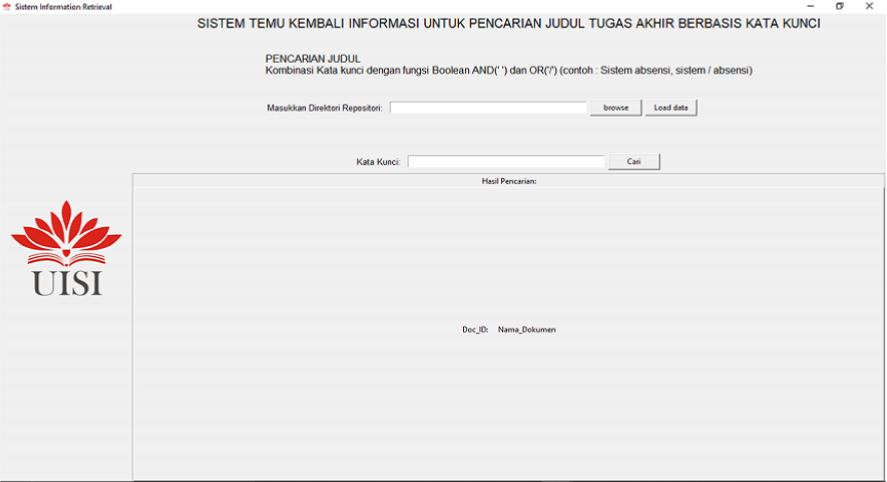 Sistem Information Retrieval
SISTEM TEMU KEMBALI INFORMASI UNTUK PENCARIAN JUDUL TUGAS AKHIR BERBASIS KATA KUNCI
PENCARIAN JUDUL
Kombinasi Kata kunci dengan fungsi Boolean AND(' ') dan OR('/') (contoh : Sistem absensi, sistem / absensi)
Masukkan Direktori Repositori: browse Load data
Kata Kunci: Cari
Hasil Pencarian:
UISI
Doc_ID: Nama_Dokumen